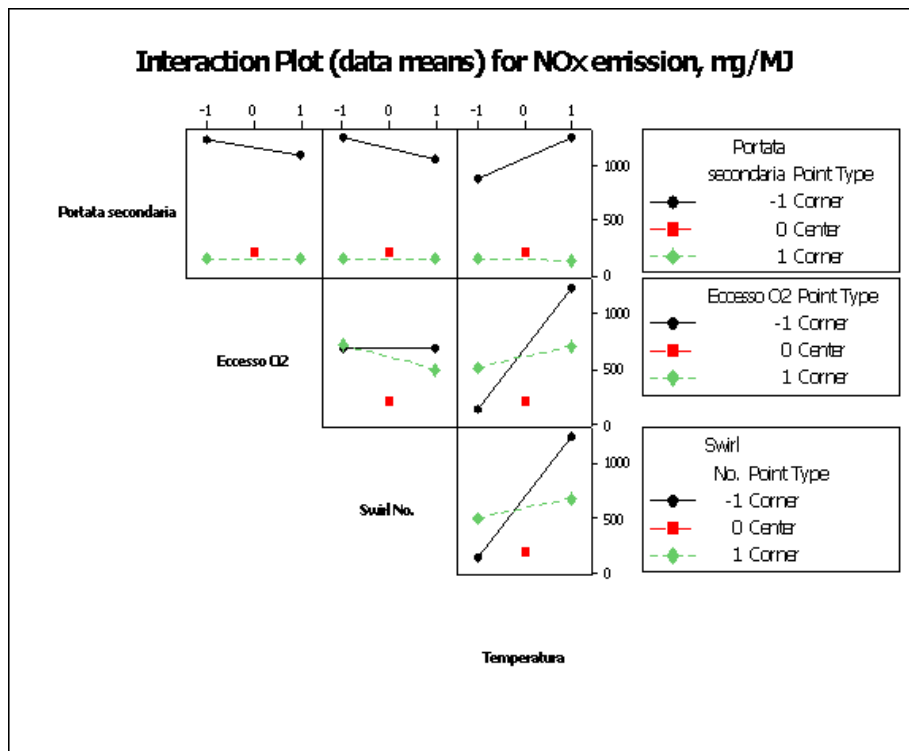 Interaction Plot (data means) for NOx emission, mg/MJ
-1 0 1 -1 0 1 -1 0 1
Portata
secondaria Point Type
-1 Corner
0 Center
1 Corner
1000
500
0
Portata secondaria
Eccesso O2 Point Type
-1 Corner
0 Center
1 Corner
1000
500
0
Eccesso O2
Swirl
No. Point Type
-1 Corner
0 Center
1 Corner
1000
500
0
Swirl No.
Temperatura